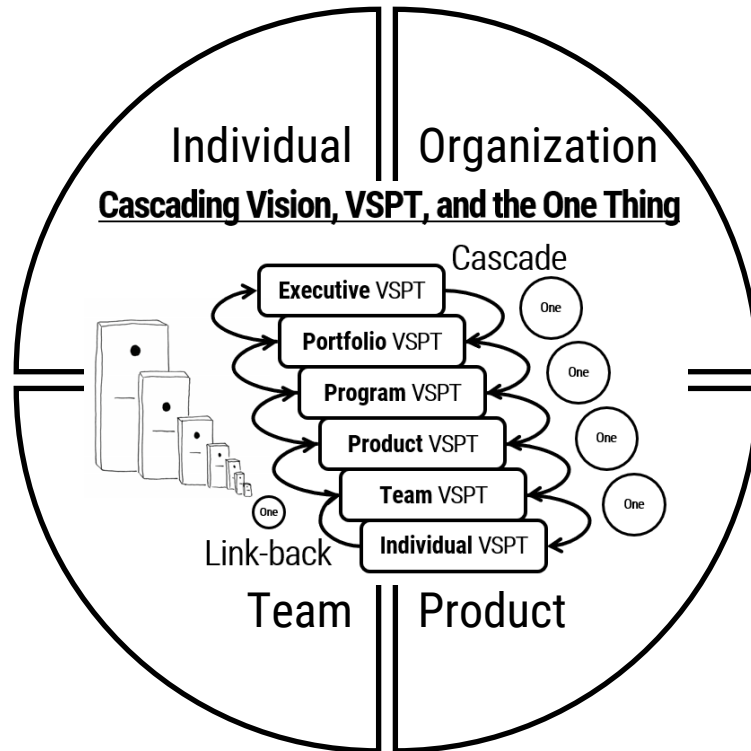 Individual
Organization
Cascading Vision, VSPT, and the One Thing
Cascade
Executive VSPT
One
Portfolio VSPT
One
Program VSPT
One
Product VSPT
Team VSPT
One
One
Individual VSPT
Link-back
Team
Product